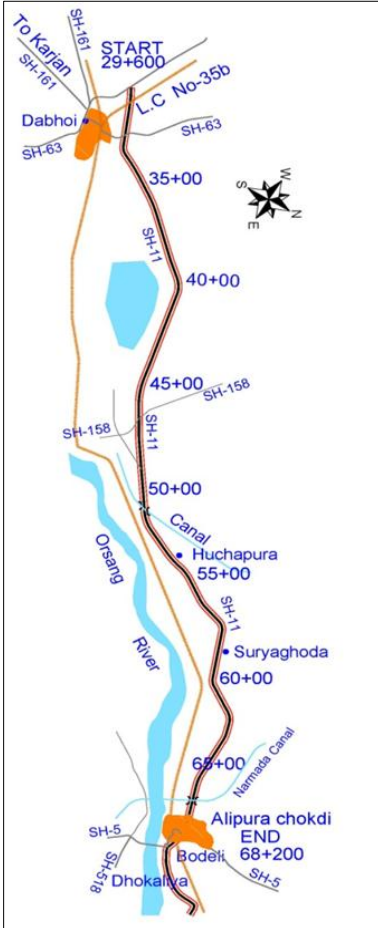 To Karjan
SH-161
SH-161
START
29+600
L.C No-35b
Dabhoi
SH-63
SH-63
35+00
W
S
N
E
SH-11
40+00
45+00
SH-158
SH-158
SH-11
50+00
Canal
Huchapura
55+00
Orsang
River
SH-11
Suryaghoda
60+00
65+00
Narmada Canal
Alipura chokdi
END
68+200
SH-5
Bodeli
SH-518
Dhokaliya
SH-5